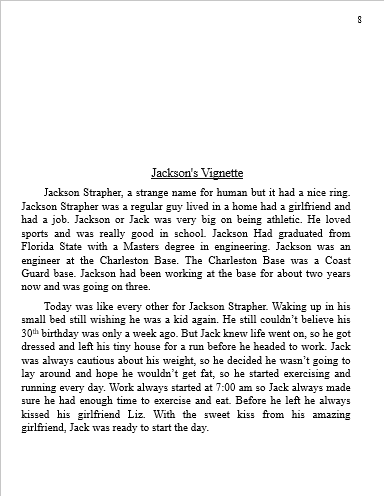 8
Jackson's Vignette
Jackson Strapher, a strange name for human but it had a nice ring.
Jackson Strapher was a regular guy lived in a home had a girlfriend and
had a job. Jackson or Jack was very big on being athletic. He loved
sports and was really good in school. Jackson Had graduated from
Florida State with a Masters degree in engineering. Jackson was an
engineer at the Charleston Base. The Charleston Base was a Coast
Guard base. Jackson had been working at the base for about two years
now and was going on three.
Today was like every other for Jackson Strapher. Waking up in his
small bed still wishing he was a kid again. He still couldn’t believe his
30th birthday was only a week ago. But Jack knew life went on, so he got
dressed and left his tiny house for a run before he headed to work. Jack
was always cautious about his weight, so he decided he wasn’t going to
lay around and hope he wouldn’t get fat, so he started exercising and
running every day. Work always started at 7:00 am so Jack always made
sure he had enough time to exercise and eat. Before he left he always
kissed his girlfriend Liz. With the sweet kiss from his amazing
girlfriend, Jack was ready to start the day.